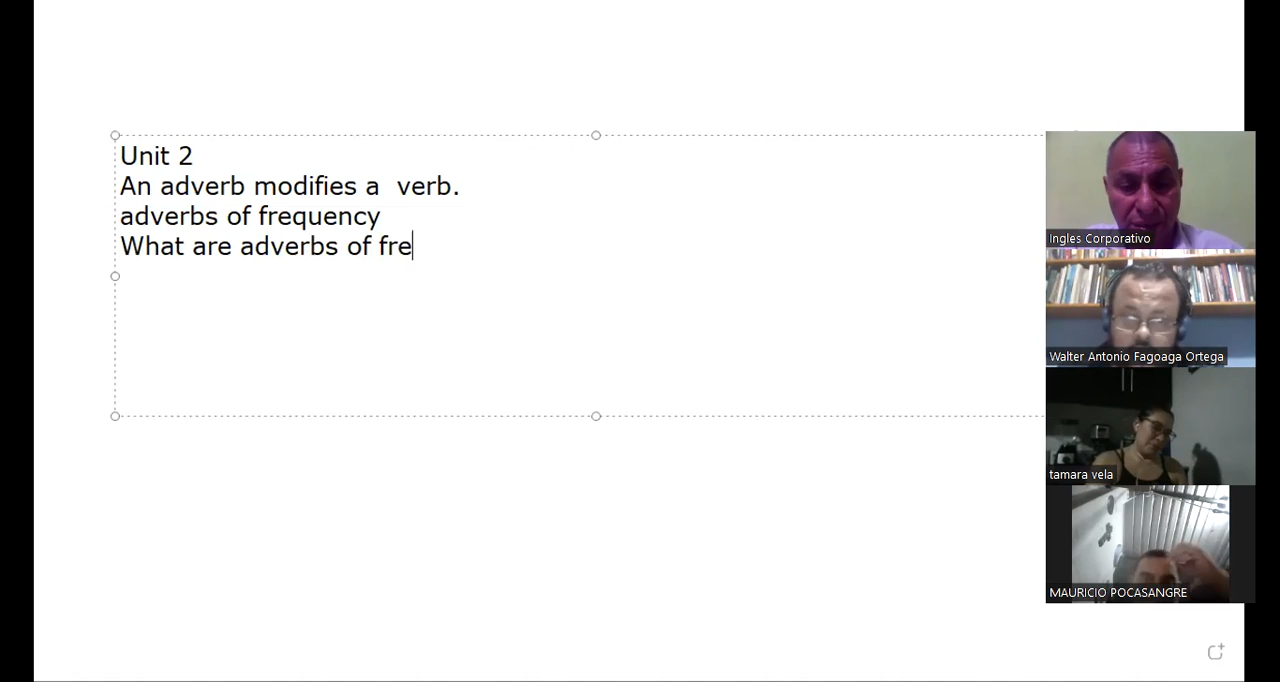 Unit 2
An adverb modifies a  verb.
adverbs of frequency
What are adverbs of fre
Ingles Corporativo
Walter Antonio Fagoaga Ortega
tamara vela
MAURICIO POCASANGRE